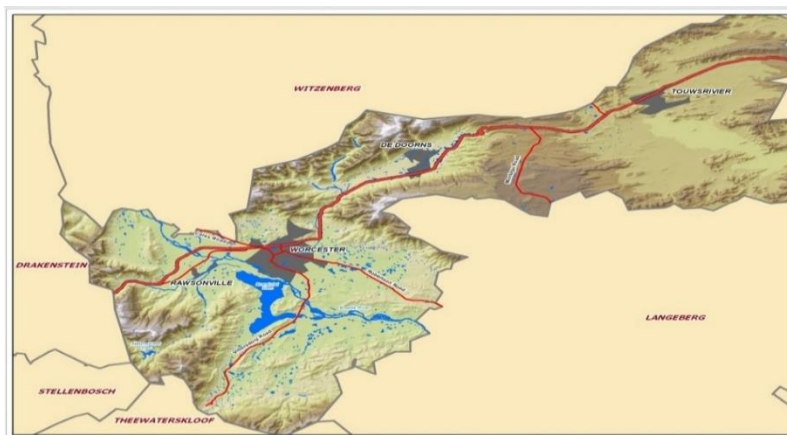 WITZENBERG
TOUWSRIVIER
DE DOORNS
WORCESTER
DRAKENSTEIN
RAWSONVILLE
LANGEBERG
STELLENBOSCH
THEEWATERSKLOOF